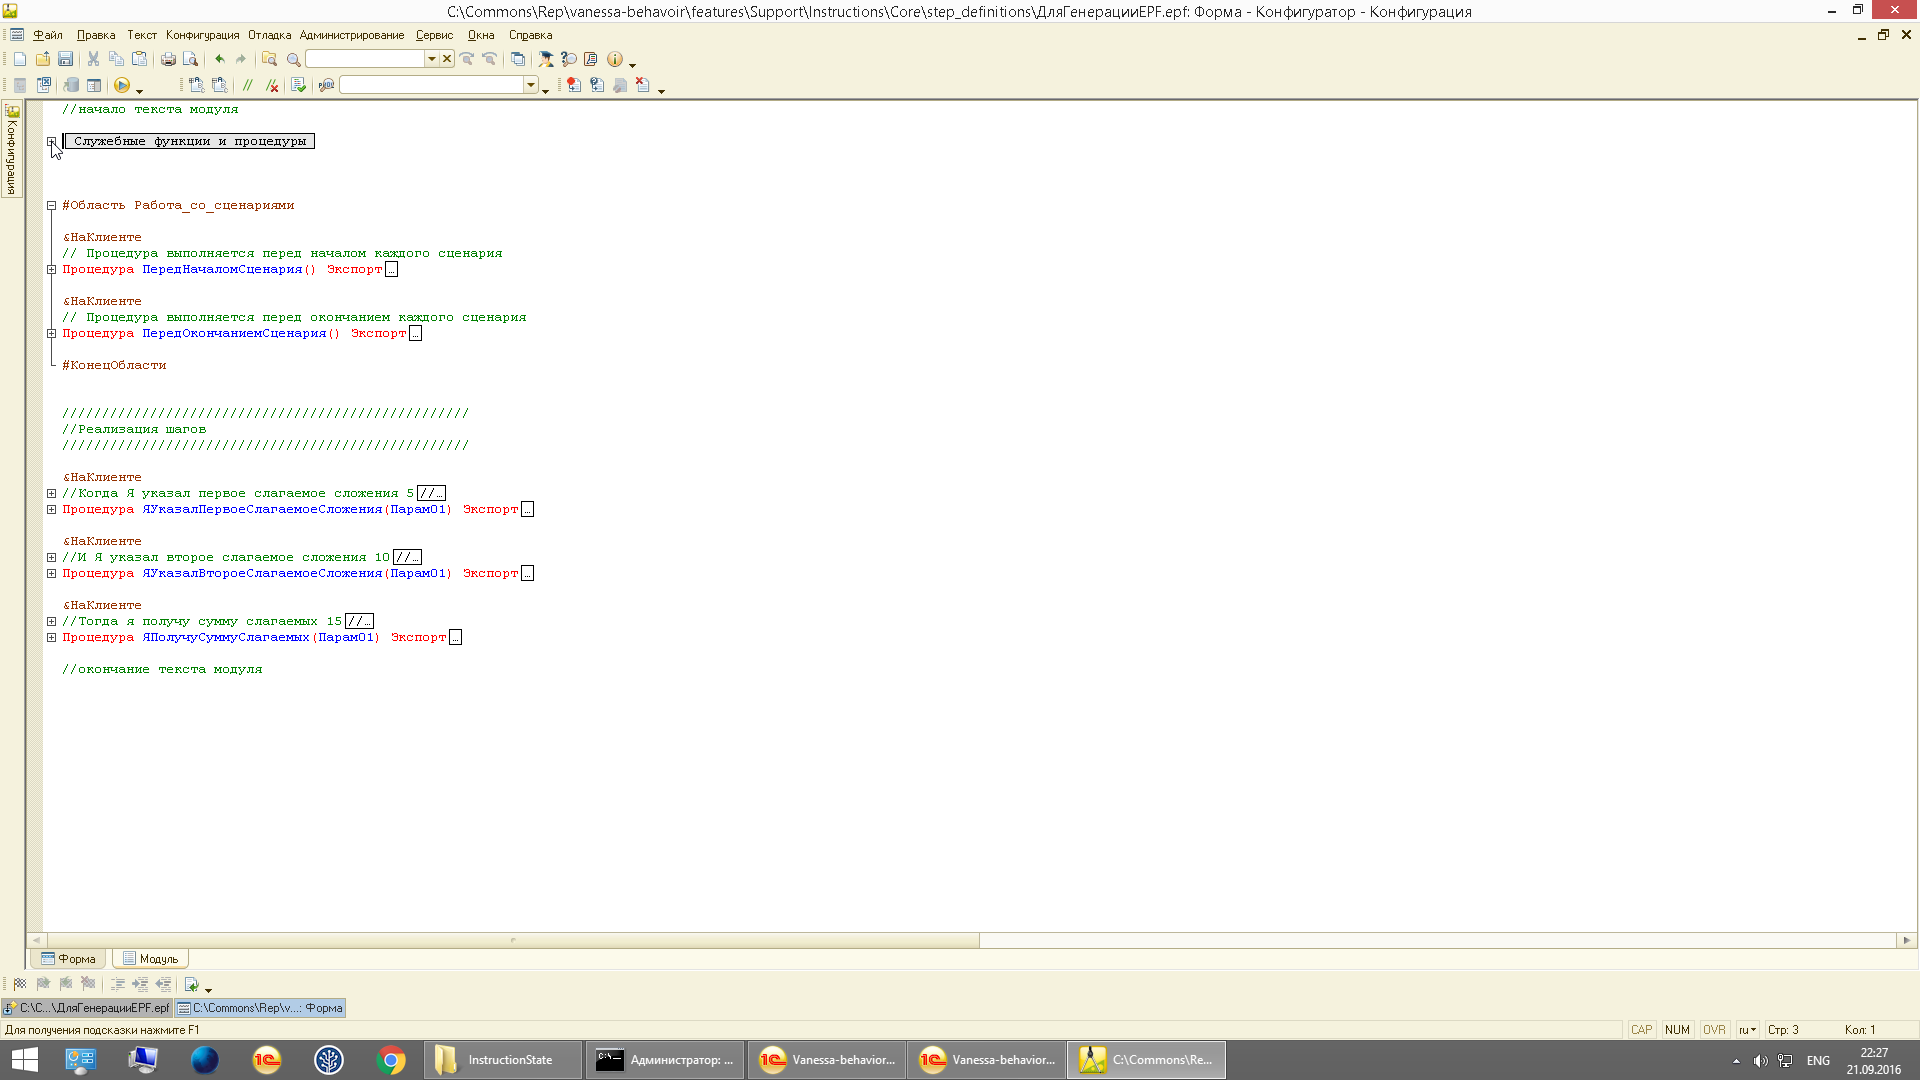 C:\Commons\Rep\vanessa-behavoir\features\Support\Instructions\Core\step_definitions\ДляГенерацииEPF.epf: Форма - Конфигуратор - Конфигурация
Файл Правка Текст Конфигурация Отладка Администрирование Сервис Окна Справка
Конфигурация
//начало текста модуля
Служебные функции и процедуры
#Область Работа_со_сценариями
&НаКлиенте
// Процедура выполняется перед началом каждого сценария
Процедура ПередНачаломСценария() Экспорт…
&НаКлиенте
// Процедура выполняется перед окончанием каждого сценария
Процедура ПередОкончаниемСценария() Экспорт…
#КонецОбласти
///////////////////////////////////////////////////
//Реализация шагов
///////////////////////////////////////////////////
&НаКлиенте
//Когда Я указал первое слагаемое сложения 5//…
Процедура ЯУказалПервоеСлагаемоеСложения(Парам01) Экспорт…
&НаКлиенте
//И Я указал второе слагаемое сложения 10//…
Процедура ЯУказалВтороеСлагаемоеСложения(Парам01) Экспорт…
&НаКлиенте
//Тогда я получу сумму слагаемых 15//…
Процедура ЯПолучуСуммуСлагаемых(Парам01) Экспорт…
//окончание текста модуля
Форма Модуль
C:\C...\ДляГенерацииEPF.epf C:\Commons\Rep\v...: Форма
Для получения подсказки нажмите F1 CAP NUM OVR ru Стр: 3 Кол: 1
InstructionState Администратор: ... Vanessa-behavior... Vanessa-behavior... C:\Commons\Re... ENG 22:27
21.09.2016